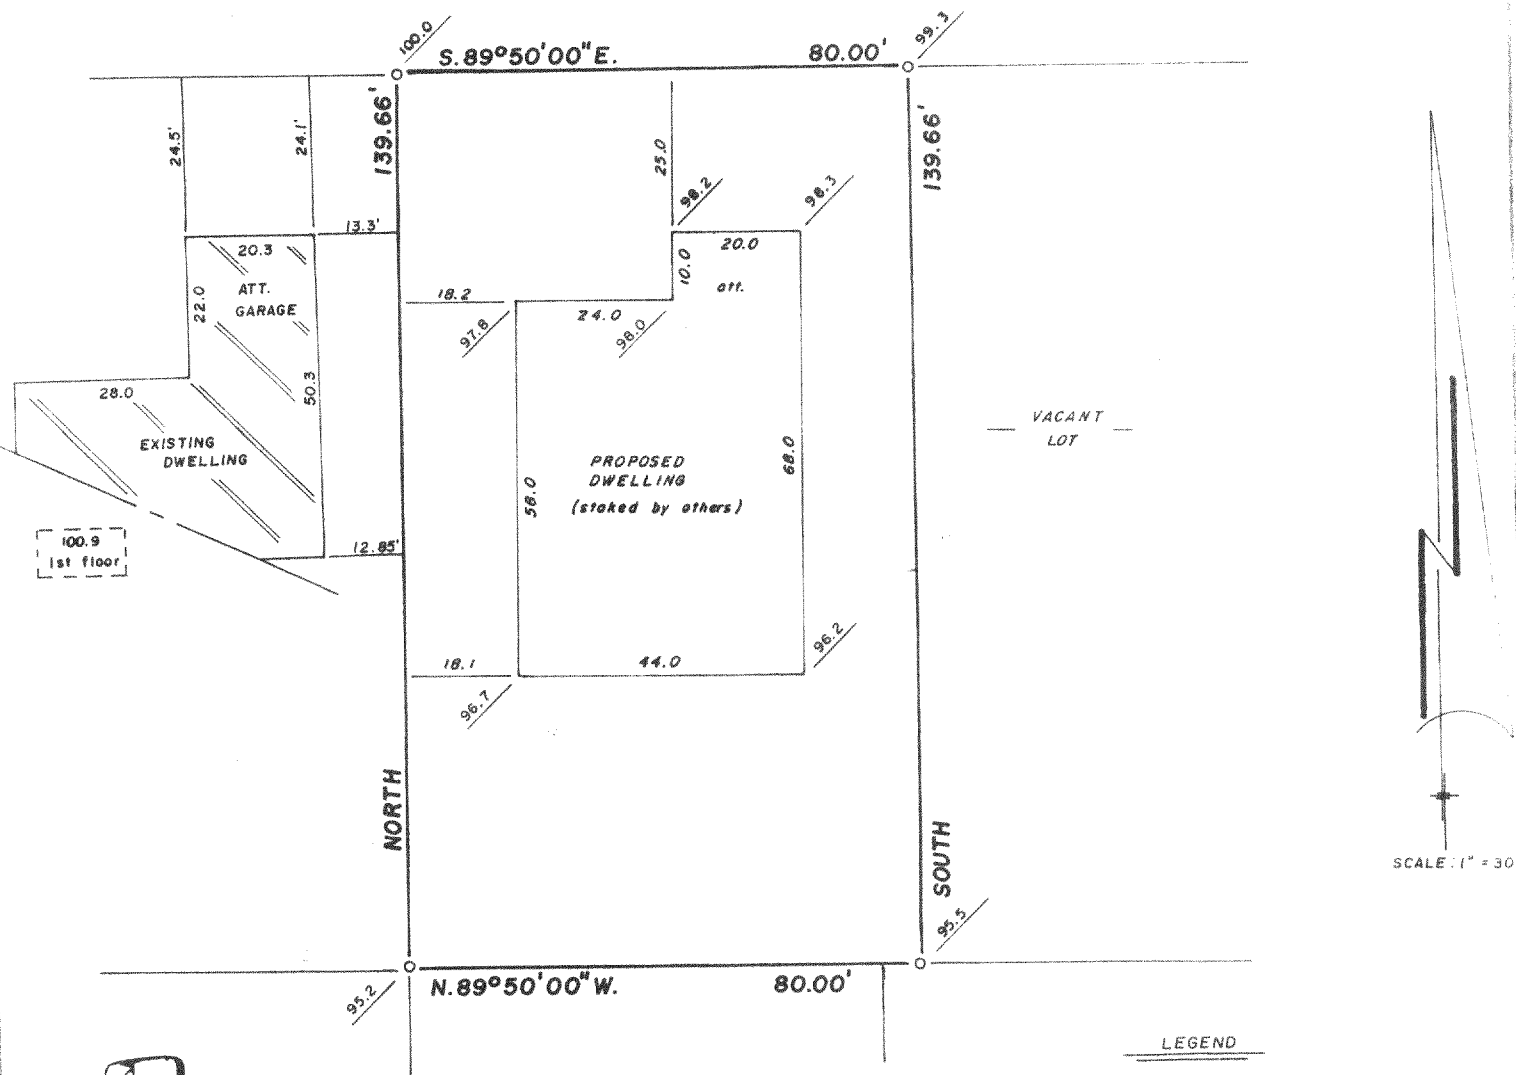 100.0
S.89°50'00"E.
80.00'
99.3
24.5'
24.1'
139.66'
25.0
139.66'
98.2
98.3
13.3'
20.3
20.0
10.0
att.
22.0
ATT.
GARAGE
18.2
24.0
97.8
98.0
28.0
50.3
EXISTING
DWELLING
VACANT
LOT
PROPOSED
DWELLING
(staked by others)
58.0
68.0
100.9
1st floor
12.85'
96.2
18.1
44.0
96.7
NORTH
SOUTH
SCALE: 1" = 30
95.5
N.89°50'00"W.
80.00'
95.2
LEGEND